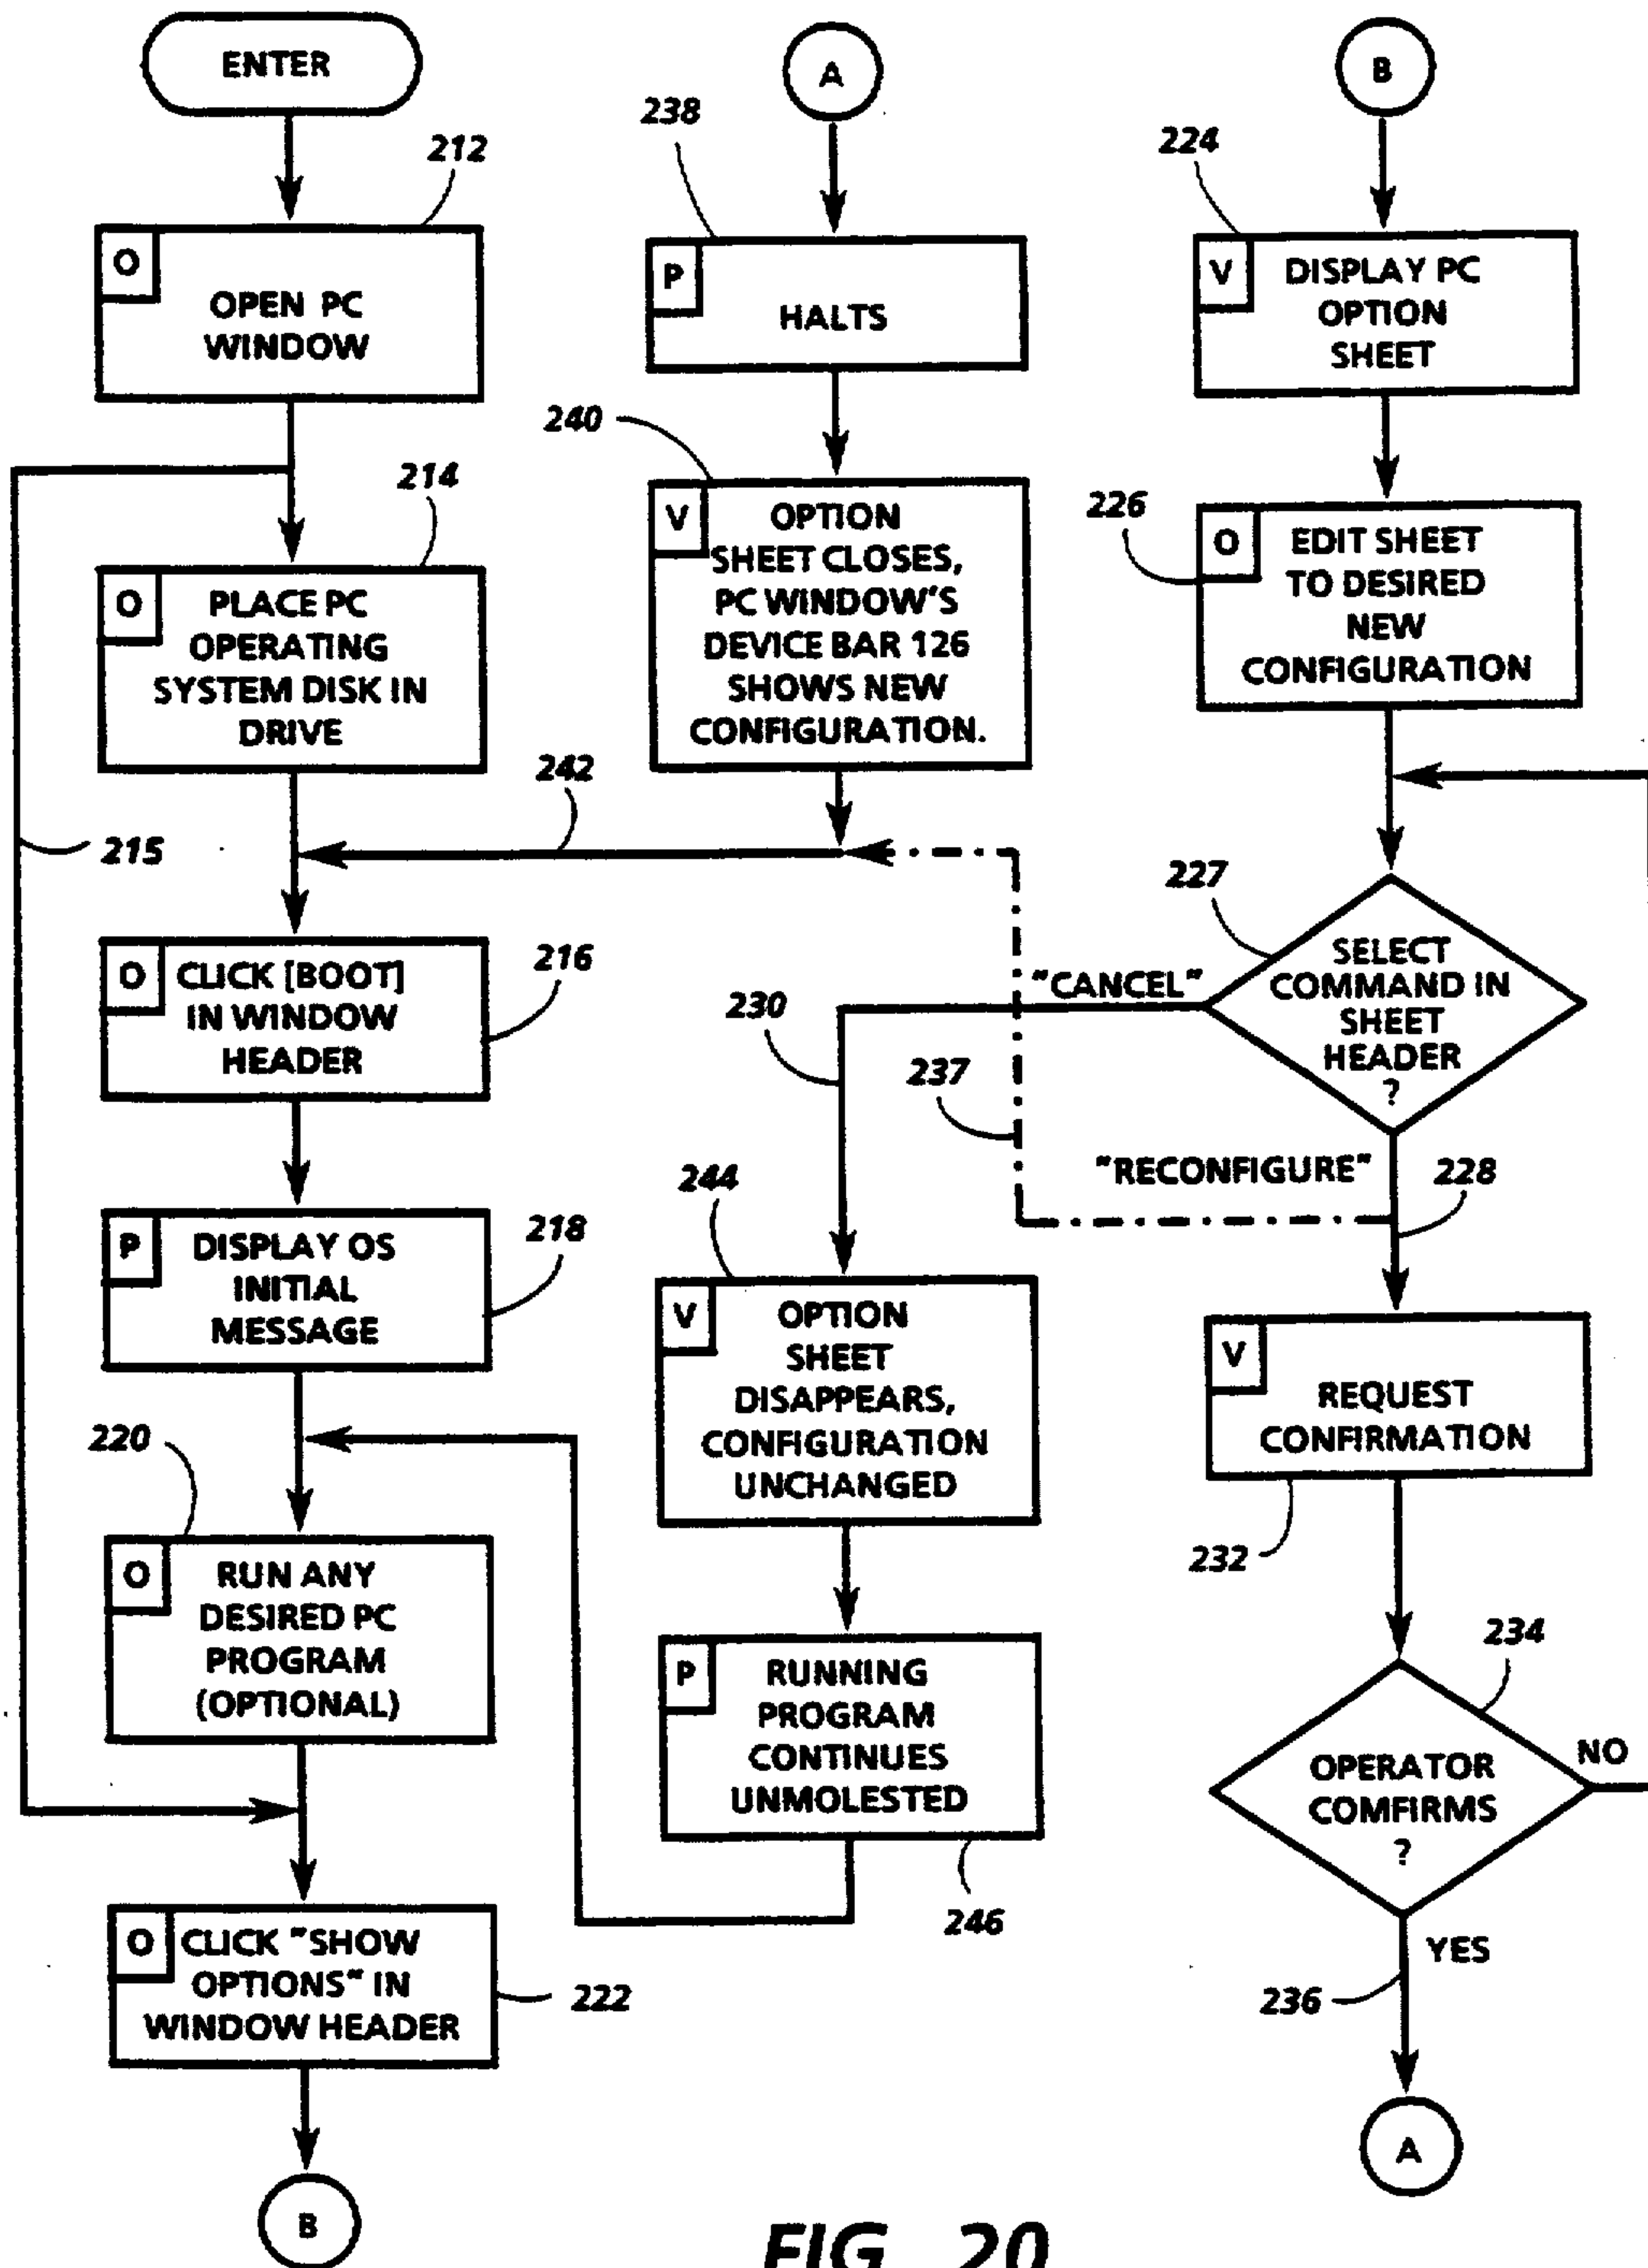 ENTER
212
O
OPEN PC
WINDOW
214
O
PLACE PC
OPERATING
SYSTEM DISK IN
DRIVE
215
O
CLICK [BOOT]
IN WINDOW
HEADER
216
P
DISPLAY OS
INITIAL
MESSAGE
218
220
O
RUN ANY
DESIRED PC
PROGRAM
(OPTIONAL)
O
CLICK "SHOW
OPTIONS" IN
WINDOW HEADER
222
B
A
238
P
HALTS
240
V
OPTION
SHEET CLOSES,
PC WINDOW'S
DEVICE BAR 126
SHOWS NEW
CONFIGURATION.
242
230
237
244
V
OPTION
SHEET
DISAPPEARS,
CONFIGURATION
UNCHANGED
P
RUNNING
PROGRAM
CONTINUES
UNMOLESTED
246
B
224
V
DISPLAY PC
OPTION
SHEET
226
O
EDIT SHEET
TO DESIRED
NEW
CONFIGURATION
227
SELECT
COMMAND IN
SHEET
HEADER
?
"CANCEL"
"RECONFIGURE"
228
V
REQUEST
CONFIRMATION
232
234
OPERATOR
COMFIRMS
?
NO
YES
236
A
FIG. 20